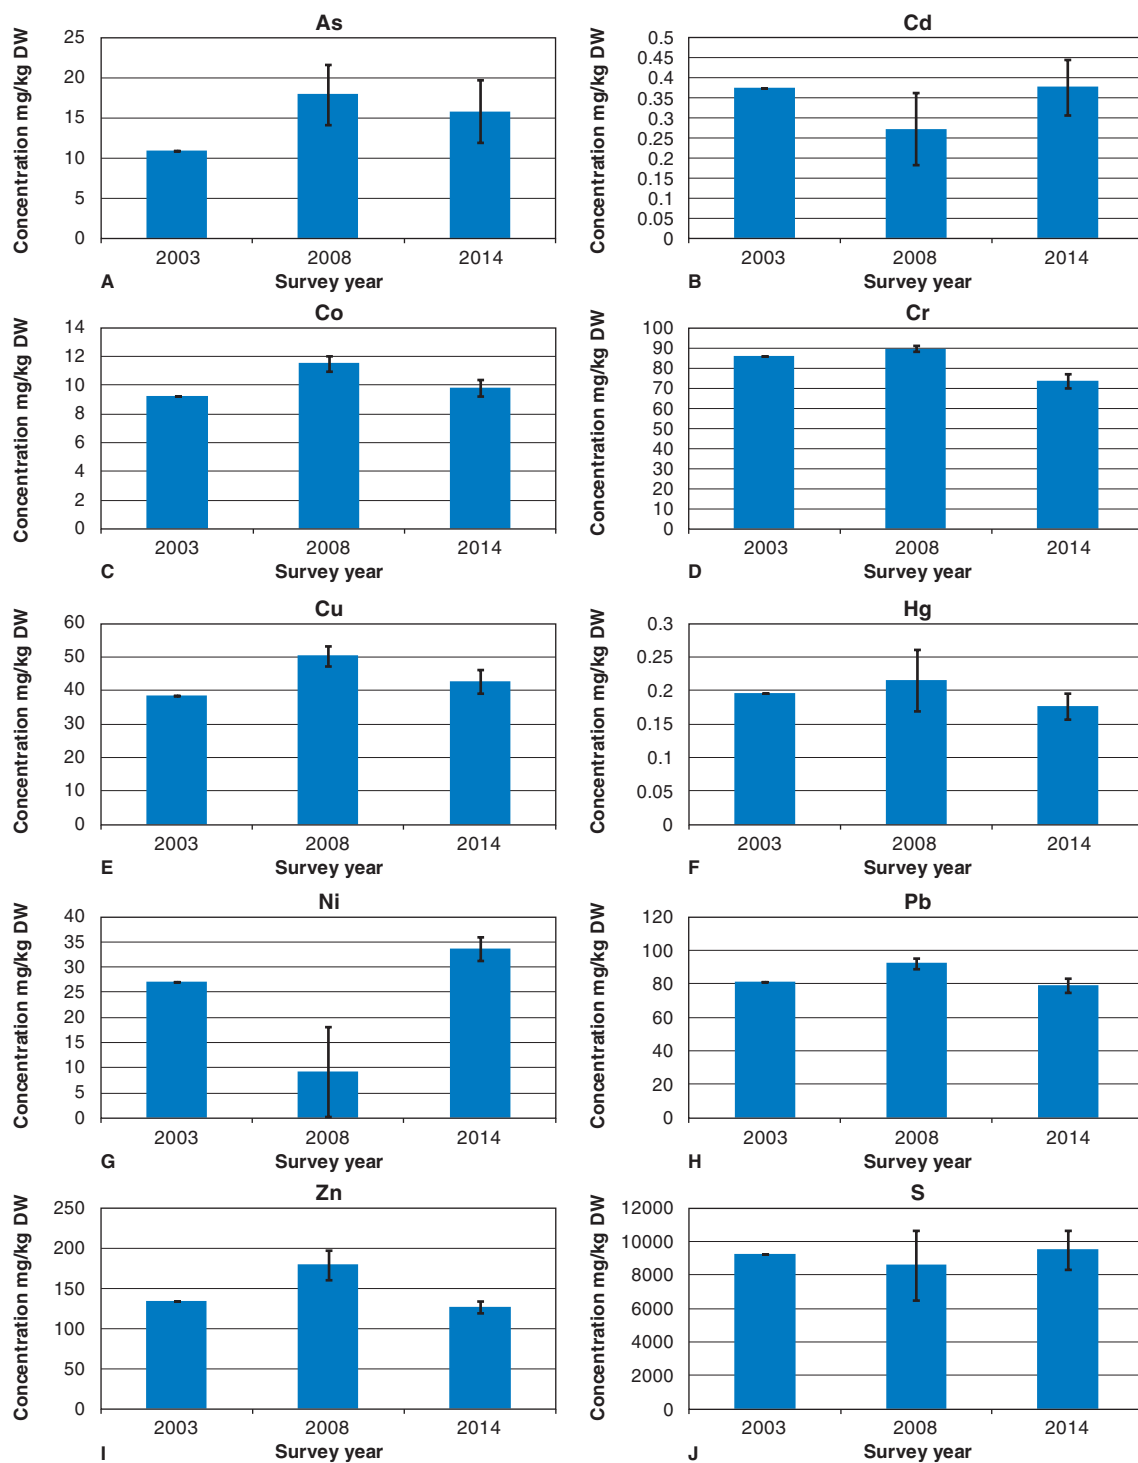 As
Concentration mg/kg DW
25
20
15
10
5
0
2003 2008 2014
A Survey year
Cd
Concentration mg/kg DW
0.5
0.45
0.4
0.35
0.3
0.25
0.2
0.15
0.1
0.05
0
2003 2008 2014
B Survey year
Co
Concentration mg/kg DW
14
12
10
8
6
4
2
0
2003 2008 2014
C Survey year
Cr
Concentration mg/kg DW
100
90
80
70
60
50
40
30
90
10
0
2003 2008 2014
D Survey year
Cu
Concentration mg/kg DW
60
50
40
30
20
10
0
2003 2008 2014
E Survey year
Hg
Concentration mg/kg DW
0.3
0.25
0.2
0.15
0.1
0.05
0
2003 2008 2014
F Survey year
Ni
Concentration mg/kg DW
40
35
30
25
20
15
10
5
0
2003 2008 2014
G Survey year
Pb
Concentration mg/kg DW
120
100
80
60
40
20
0
2003 2008 2014
H Survey year
Zn
Concentration mg/kg DW
250
200
150
100
50
0
2003 2008 2014
I Survey year
S
Concentration mg/kg DW
12000
10000
8000
6000
4000
2000
0
2003 2008 2014
J Survey year